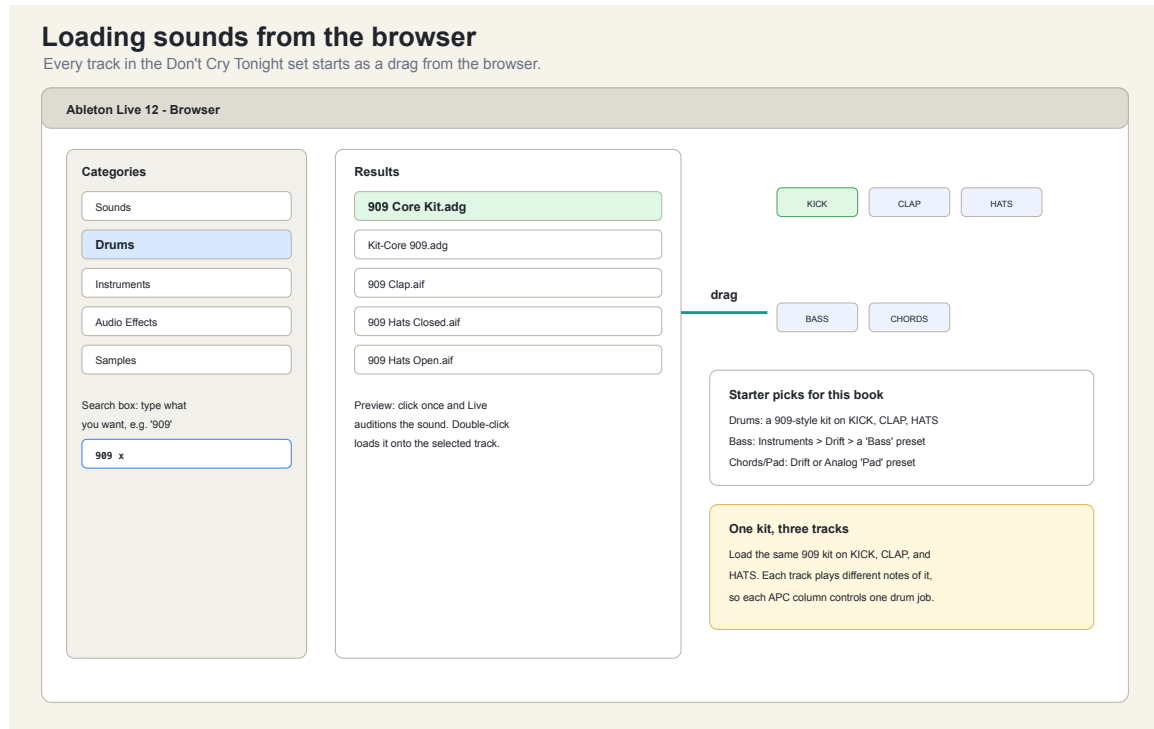 Loading sounds from the browser
Every track in the Don't Cry Tonight set starts as a drag from the browser.
Ableton Live 12 - Browser
Categories
Sounds
Drums
Instruments
Audio Effects
Samples
Search box: type what
you want, e.g. '909'
909 x
Results
909 Core Kit.adg
Kit-Core 909.adg
909 Clap.aif
909 Hats Closed.aif
909 Hats Open.aif
Preview: click once and Live
auditions the sound. Double-click
loads it onto the selected track.
drag
KICK
CLAP
HATS
BASS
CHORDS
Starter picks for this book
Drums: a 909-style kit on KICK, CLAP, HATS
Bass: Instruments > Drift > a 'Bass' preset
Chords/Pad: Drift or Analog 'Pad' preset
One kit, three tracks
Load the same 909 kit on KICK, CLAP, and
HATS. Each track plays different notes of it,
so each APC column controls one drum job.